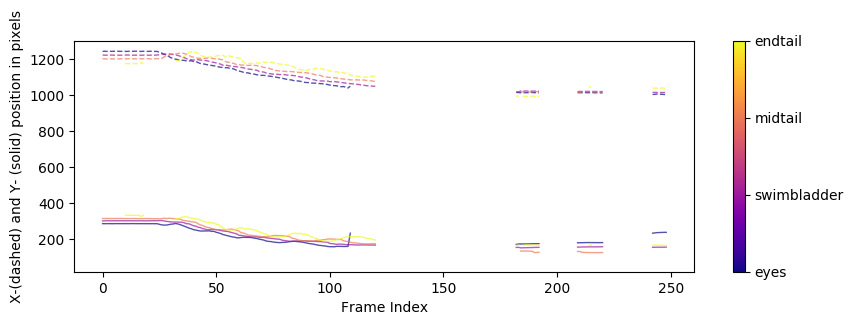 X-(dashed) and Y- (solid) position in pixels
1200
1000
800
600
400
200
0
50
100
150
200
250
Frame Index
endtail
midtail
swimbladder
eyes